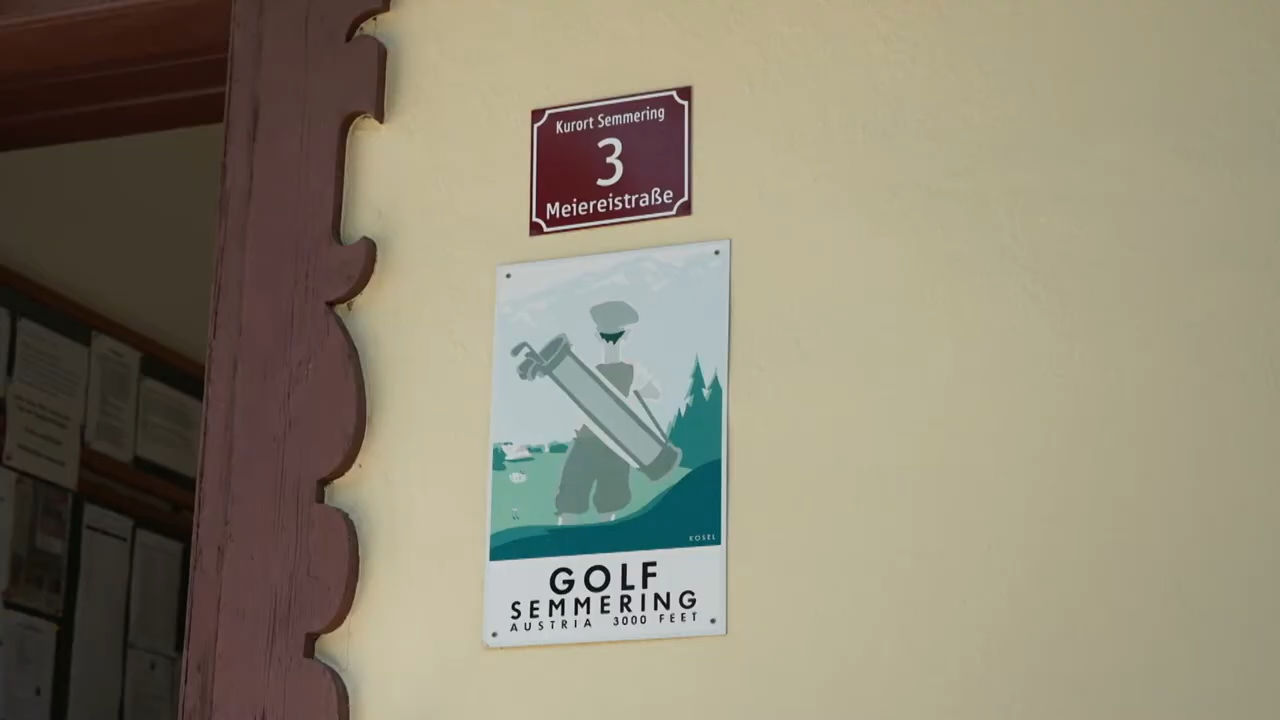 Kurort Semmering
3
Meiereistraße
KOSEL
GOLF
SEMMERING
AUSTRIA 3000 FEET